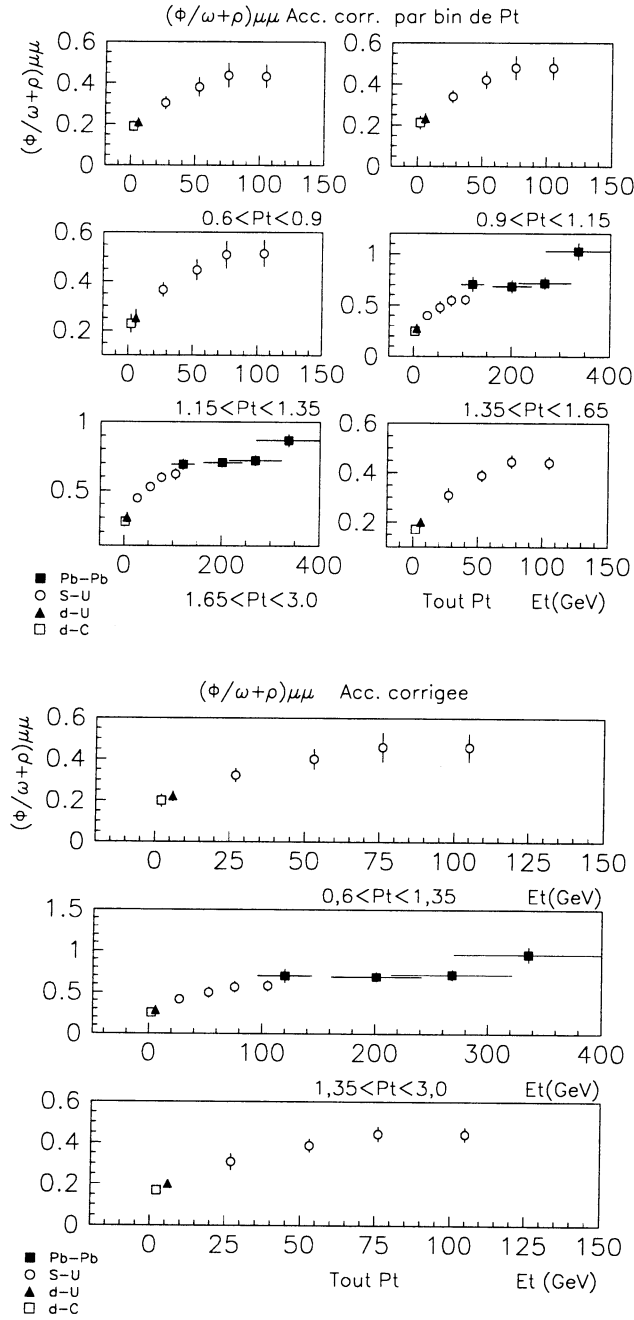 (Φ/ω+ρ)μμ Acc. corr. par bin de Pt
(Φ/ω+ρ)μμ
0.6
0.4
0.2
0
0 50 100 150
0.6<Pt<0.9
0.6
0.4
0.2
0
0 50 100 150
0.9<Pt<1.15
0.6
0.4
0.2
0 50 100 150
1.15<Pt<1.35
1
0.5
0
0 200 400
1.35<Pt<1.65
1
0.5
0 200 400
1.65<Pt<3.0
0.6
0.4
0.2
0 50 100 150
Tout Pt Et(GeV)
Pb-Pb
S-U
d-U
d-C
(Φ/ω+ρ)μμ Acc. corrigee
(Φ/ω+ρ)μμ
0.6
0.4
0.2
0
0 25 50 75 100 125 150
0,6<Pt<1,35 Et(GeV)
1.5
1
0.5
0
0 100 200 300 400
1,35<Pt<3,0 Et(GeV)
0.6
0.4
0.2
0
0 25 50 75 100 125 150
Tout Pt Et (GeV)
Pb-Pb
S-U
d-U
d-C